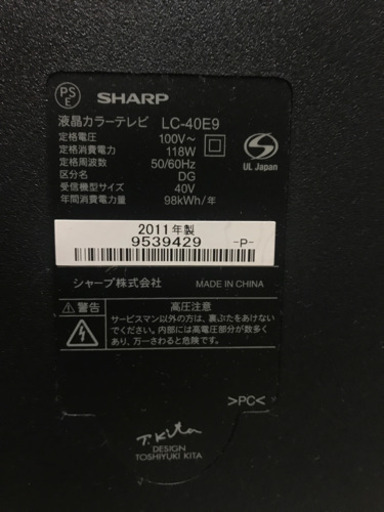 PS
E
SHARP
液晶カラーテレビ LC-40E9
定格電圧 100V~
定格消費電力 118W
定格周波数 50/60Hz
区分名 DG
受信機型サイズ 40V
年間消費電力量 98kWh/年
S
UL Japan
2011年製
9539429 -P-
シャープ株式会社 MADE IN CHINA
⚠警告 高圧注意
サービスマン以外の方は、裏ぶたをあけない
でください。内部には高電圧部分が数多く
あり、万一さわると危険です。
>PC<
T.Kita
DESIGN
TOSHIYUKI KITA